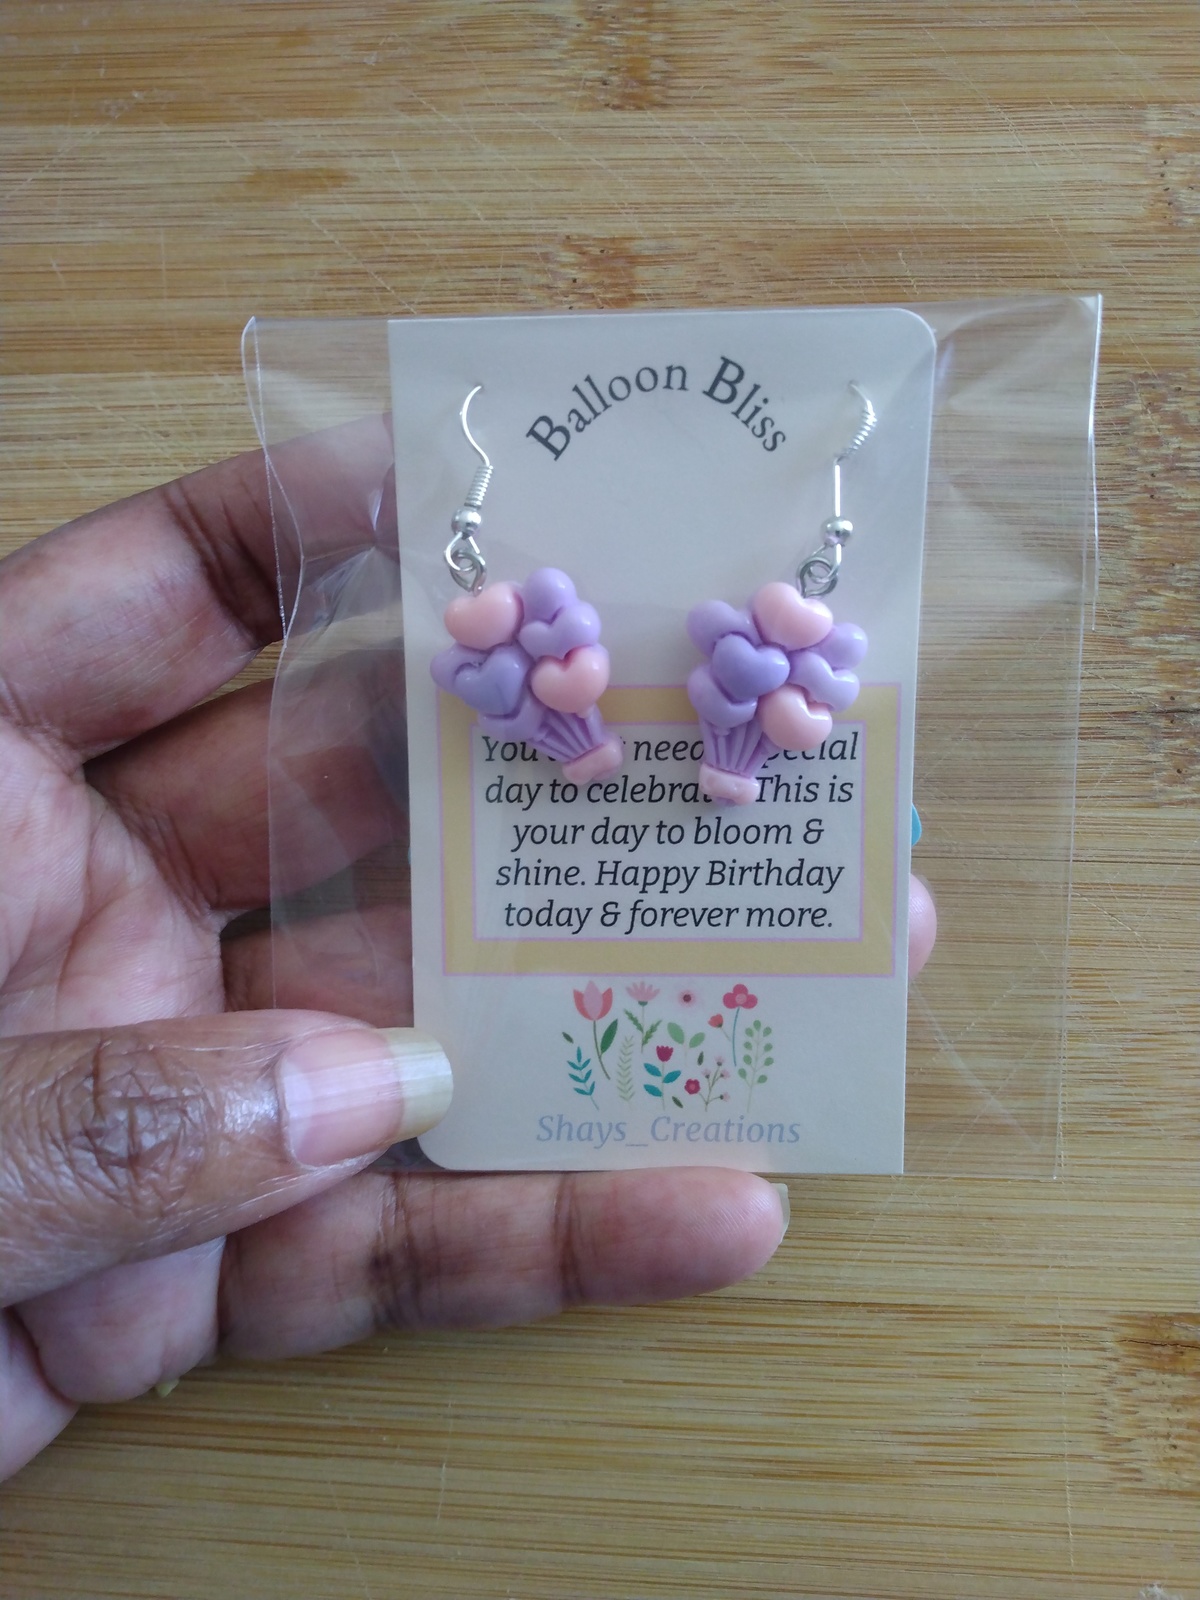 Balloon Bliss
You need special
day to celebrate This is
your day to bloom &
shine. Happy Birthday
today & forever more.
Shays_Creations